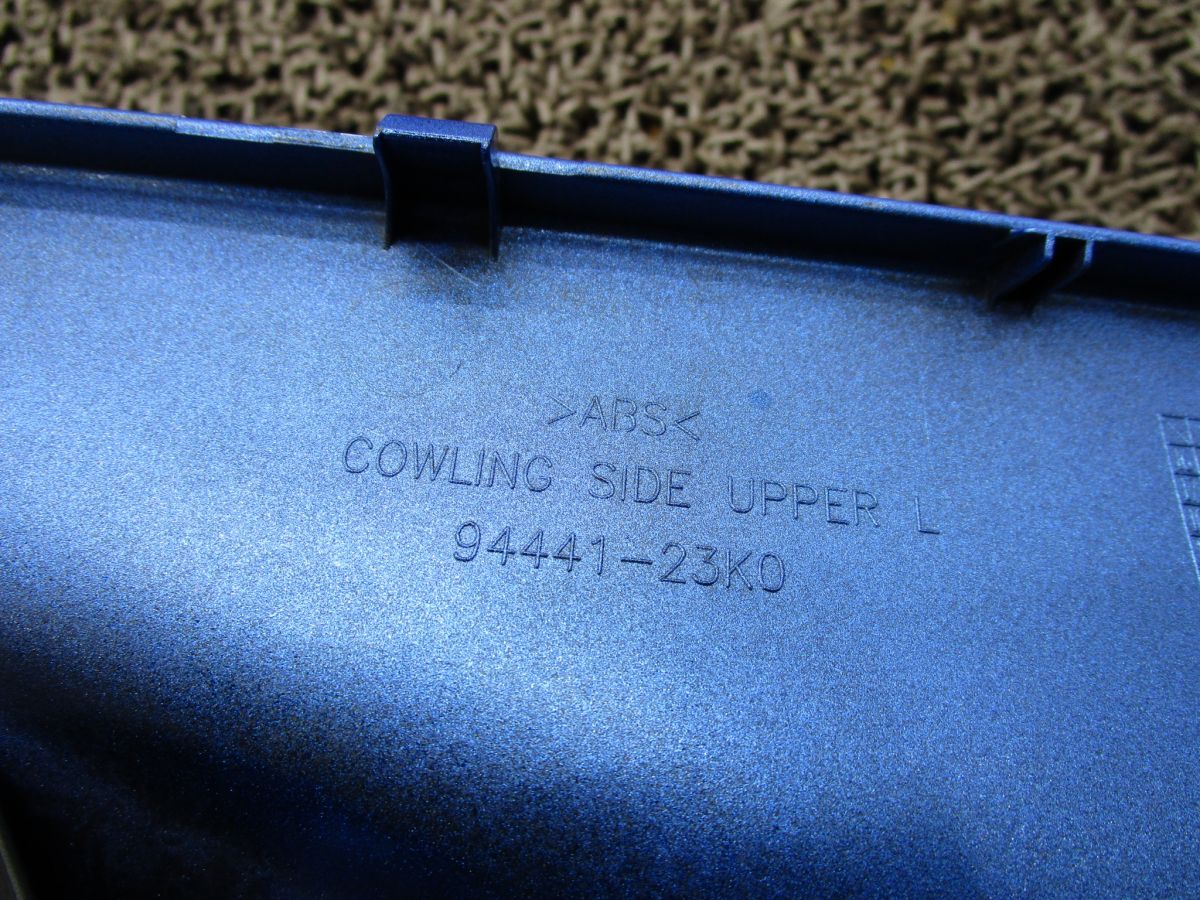 >ABS<
COWLING SIDE UPPER L
94441-23K0